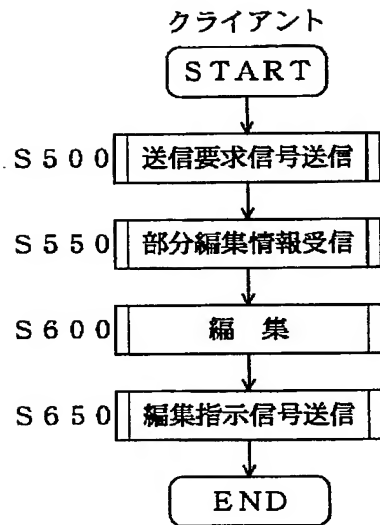 クライアント
START
S500 送信要求信号送信
S550 部分編集情報受信
S600 編 集
S650 編集指示信号送信
END